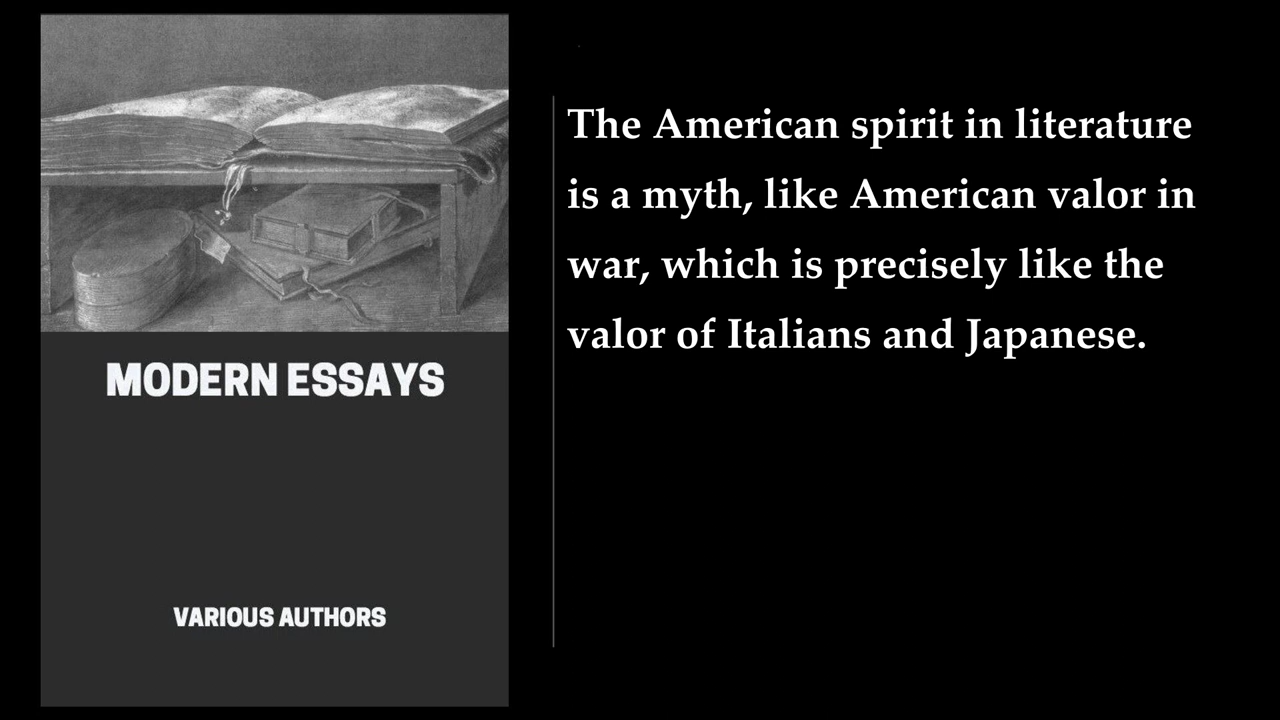 MODERN ESSAYS
VARIOUS AUTHORS
The American spirit in literature
is a myth, like American valor in
war, which is precisely like the
valor of Italians and Japanese.